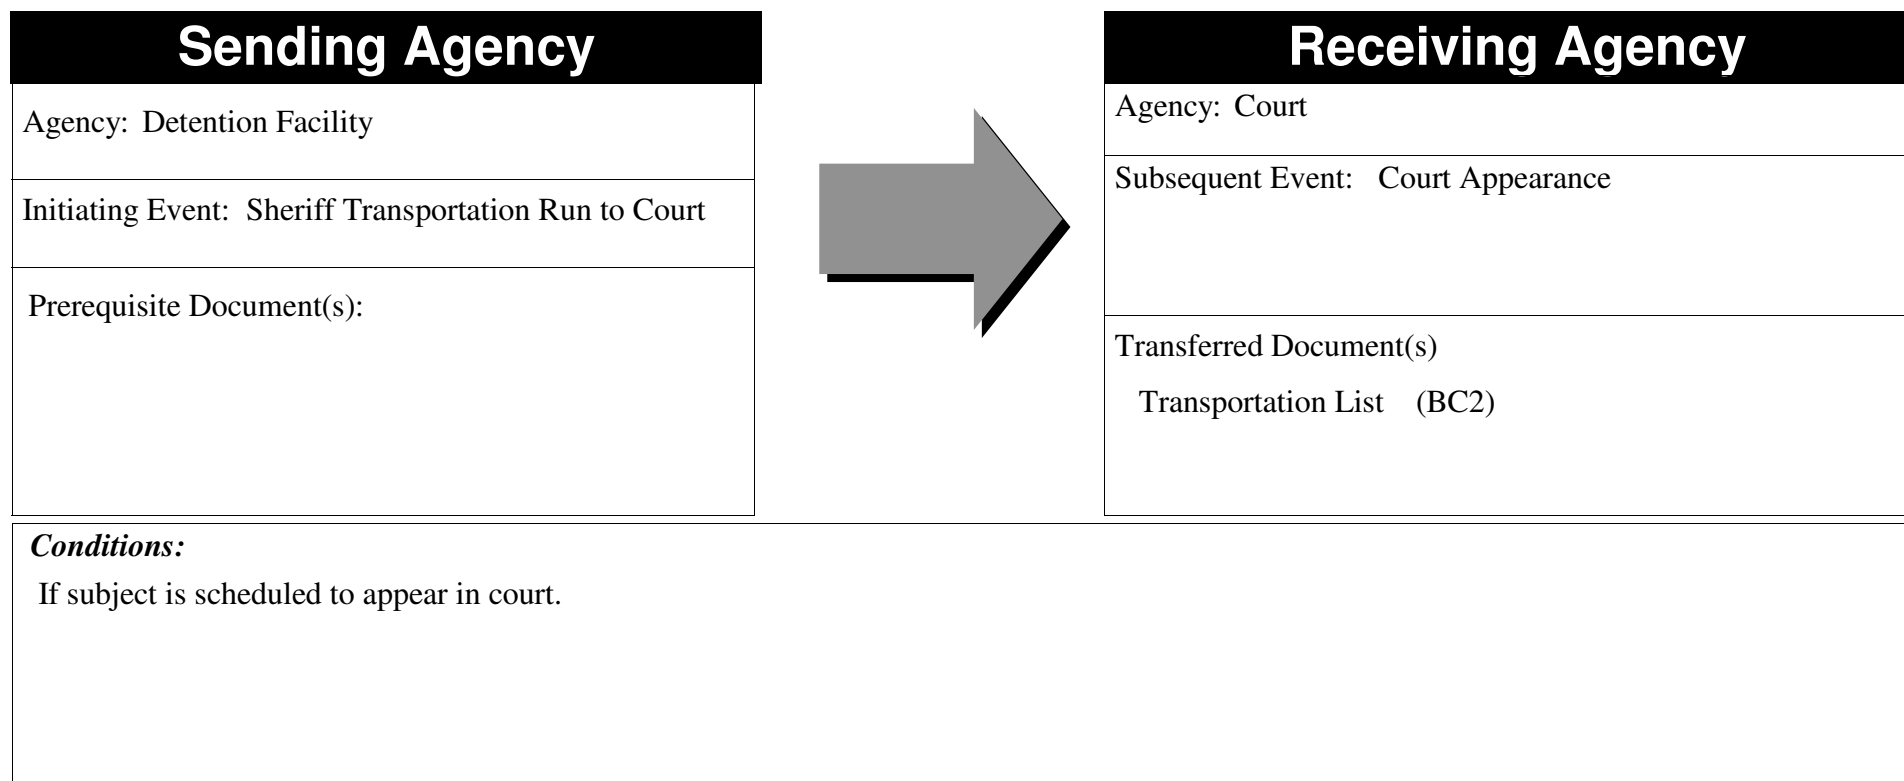 Sending Agency
Agency: Detention Facility
Initiating Event: Sheriff Transportation Run to Court
Prerequisite Document(s):
Receiving Agency
Agency: Court
Subsequent Event: Court Appearance
Transferred Document(s)
Transportation List (BC2)
Conditions:
If subject is scheduled to appear in court.